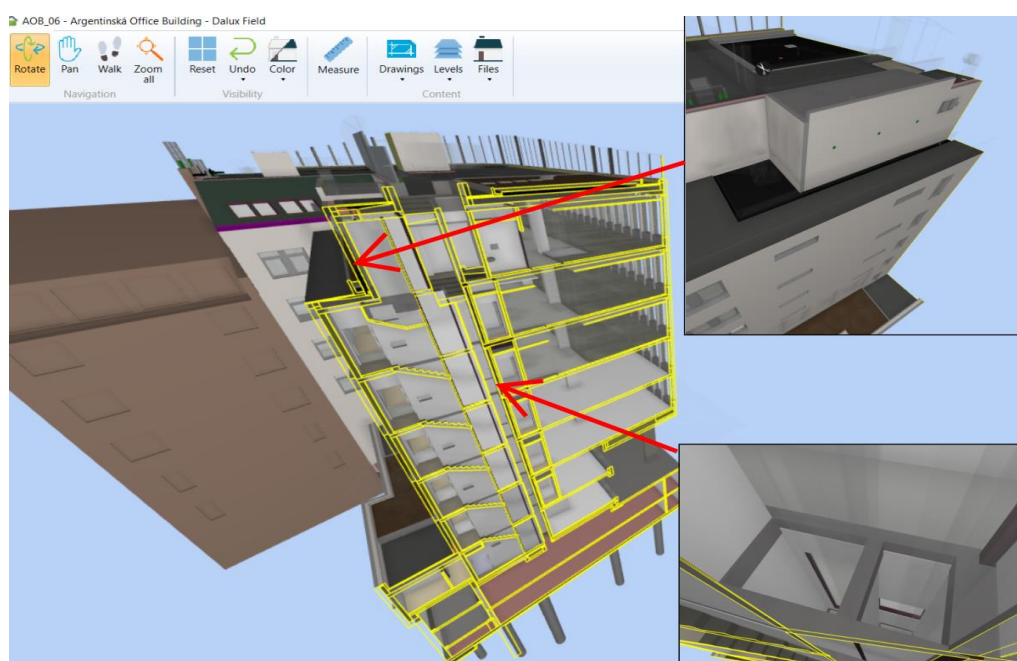 AOB_06 - Argentinská Office Building - Dalux Field
Rotate Pan Walk Zoom all Reset Undo Color Measure Drawings Levels Files
Navigation Visibility Content